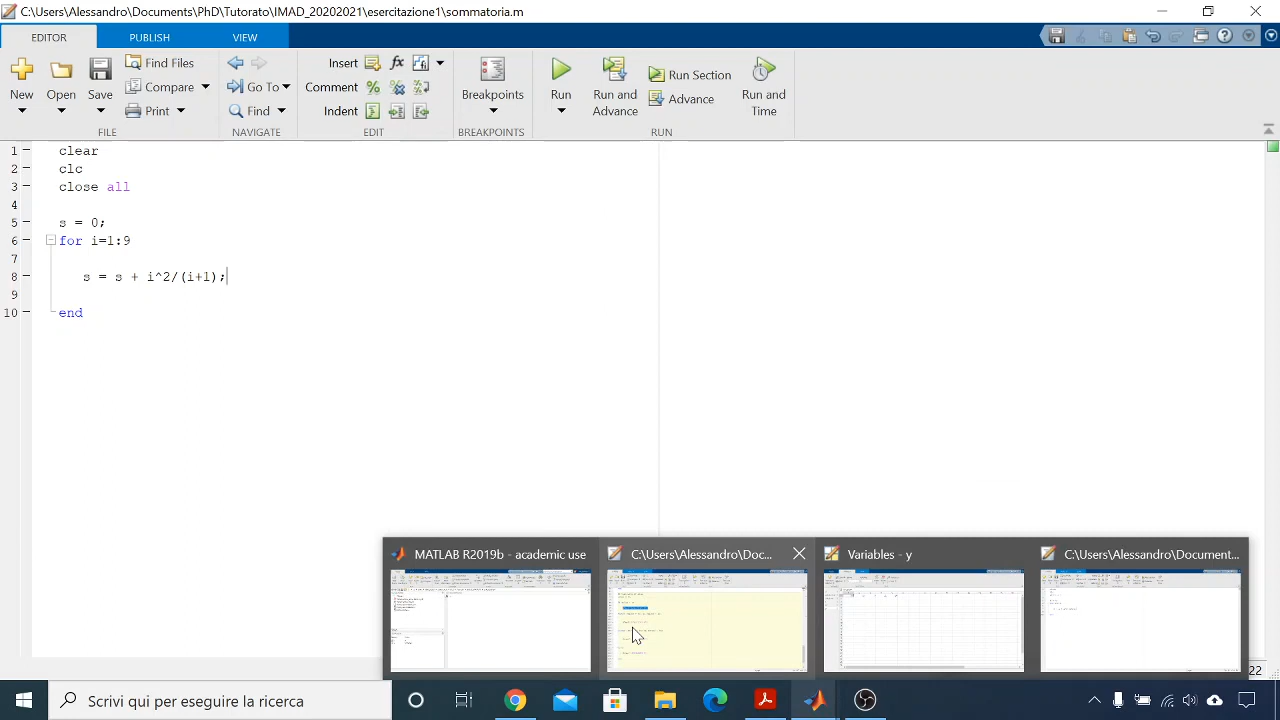 C:\Users\Alessandro\Documents\PhD\Tutorato\IMAD_20202021\esercitazione1\sommatoria.m
EDITOR PUBLISH VIEW
New Open Save Find Files Compare Print
FILE
Go To Find
NAVIGATE
Insert fx
Comment
Indent
EDIT
Breakpoints
BREAKPOINTS
Run Run and Advance Run Section Advance Run and Time
RUN
1 clear
2 clc
3 close all
4
5 s = 0;
6 for i=1:9
7
8 s = s + i^2/(i+1);
9
10 end
MATLAB R2019b - academic use
C:\Users\Alessandro\Doc...
Variables - y
C:\Users\Alessandro\Document...
22
Scrivi qui per eseguire la ricerca